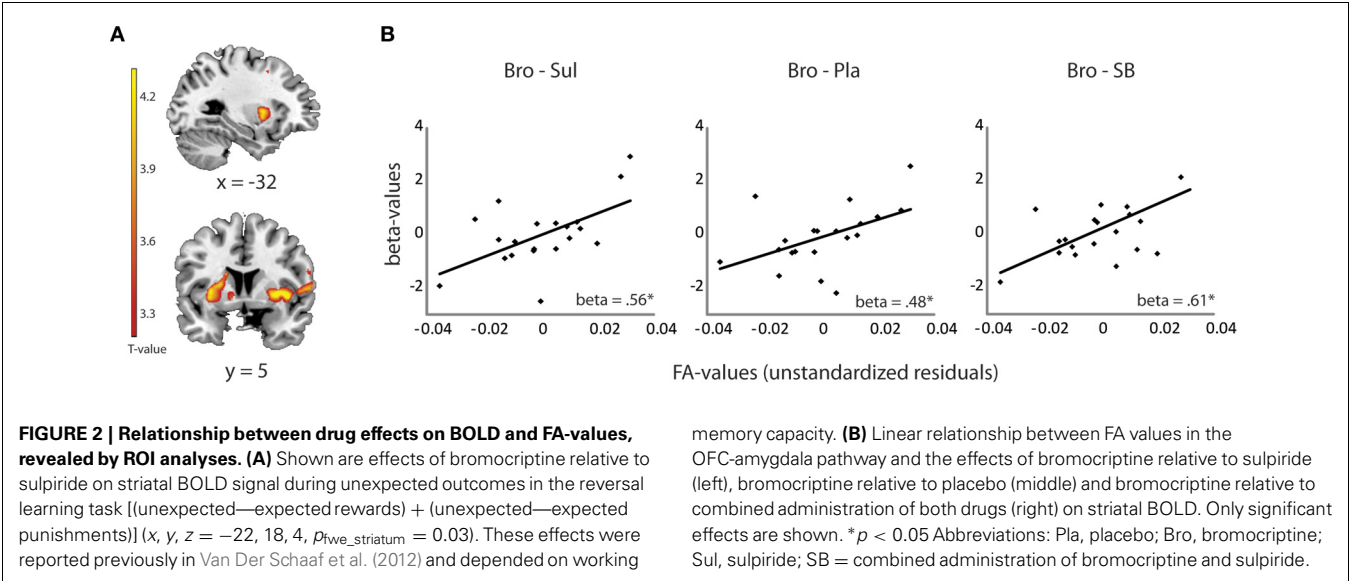 A
4.2
3.9
3.6
3.3
T-value
x = -32
y = 5
B
Bro - Sul
Bro - Pla
Bro - SB
beta-values
4
2
0
-2
-0.04
-0.02
0
0.02
0.04
beta = .56*
4
2
0
-2
-0.04
-0.02
0
0.02
0.04
beta = .48*
4
2
0
-2
-0.04
-0.02
0
0.02
0.04
beta = .61*
FA-values (unstandardized residuals)
FIGURE 2 | Relationship between drug effects on BOLD and FA-values,
revealed by ROI analyses. (A) Shown are effects of bromocriptine relative to
sulpiride on striatal BOLD signal during unexpected outcomes in the reversal
learning task [(unexpected—expected rewards) + (unexpected—expected
punishments)] (x, y, z = −22, 18, 4, pfwe_striatum = 0.03). These effects were
reported previously in Van Der Schaaf et al. (2012) and depended on working
memory capacity. (B) Linear relationship between FA values in the
OFC-amygdala pathway and the effects of bromocriptine relative to sulpiride
(left), bromocriptine relative to placebo (middle) and bromocriptine relative to
combined administration of both drugs (right) on striatal BOLD. Only significant
effects are shown. *p < 0.05 Abbreviations: Pla, placebo; Bro, bromocriptine;
Sul, sulpiride; SB = combined administration of bromocriptine and sulpiride.